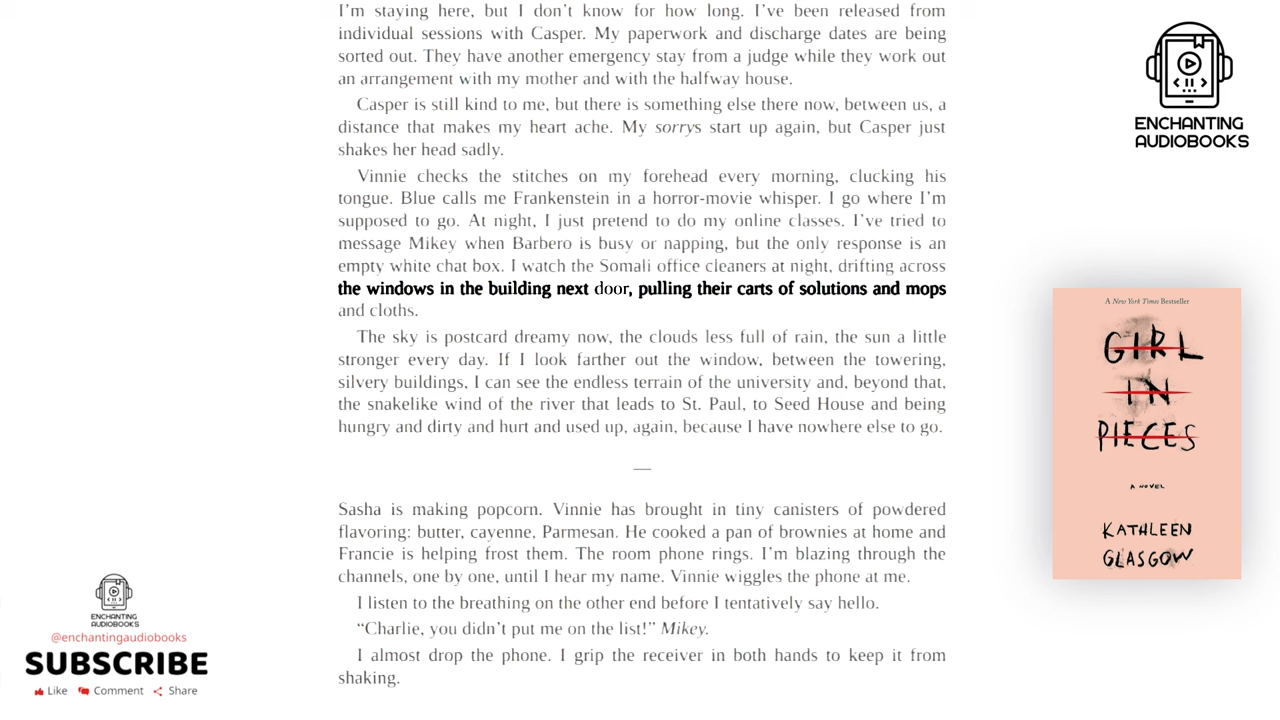 I'm staying here, but I don't know for how long. I've been released from
individual sessions with Casper. My paperwork and discharge dates are being
sorted out. They have another emergency stay from a judge while they work out
an arrangement with my mother and with the halfway house.
Casper is still kind to me, but there is something else there now, between us, a
distance that makes my heart ache. My sorrys start up again, but Casper just
shakes her head sadly.
Vinnie checks the stitches on my forehead every morning, clucking his
tongue. Blue calls me Frankenstein in a horror-movie whisper. I go where I'm
supposed to go. At night, I just pretend to do my online classes. I've tried to
message Mikey when Barbero is busy or napping, but the only response is an
empty white chat box. I watch the Somali office cleaners at night, drifting across
the windows in the building next door, pulling their carts of solutions and mops
and cloths.
The sky is postcard dreamy now, the clouds less full of rain, the sun a little
stronger every day. If I look farther out the window, between the towering,
silvery buildings, I can see the endless terrain of the university and, beyond that,
the snakelike wind of the river that leads to St. Paul, to Seed House and being
hungry and dirty and hurt and used up, again, because I have nowhere else to go.
—
Sasha is making popcorn. Vinnie has brought in tiny canisters of powdered
flavoring: butter, cayenne, Parmesan. He cooked a pan of brownies at home and
Francie is helping frost them. The room phone rings. I'm blazing through the
channels, one by one, until I hear my name. Vinnie wiggles the phone at me.
I listen to the breathing on the other end before I tentatively say hello.
“Charlie, you didn't put me on the list!” Mikey.
I almost drop the phone. I grip the receiver in both hands to keep it from
shaking.
ENCHANTING
AUDIOBOOKS
A New York Times Bestseller
GIRL
IN
PIECES
A NOVEL
KATHLEEN
GLASGOW
ENCHANTING
AUDIOBOOKS
@enchantingaudiobooks
SUBSCRIBE
Like Comment Share